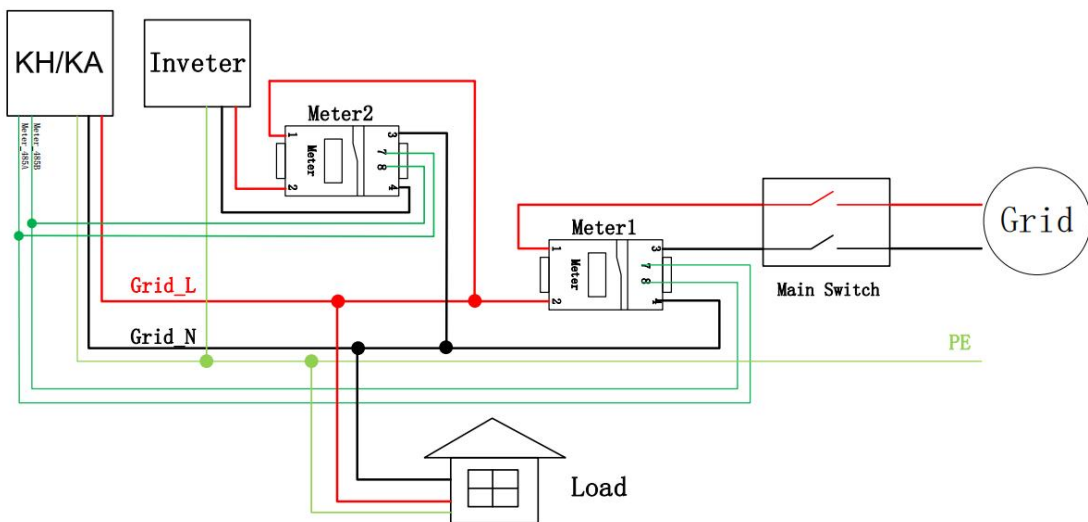 KH/KA
Inveter
Meter_485A
Meter_485B
Meter2
1
2
Meter
3
7
8
4
Meter1
1
2
Meter
3
7
8
4
Main Switch
Grid
Grid_L
Grid_N
PE
Load